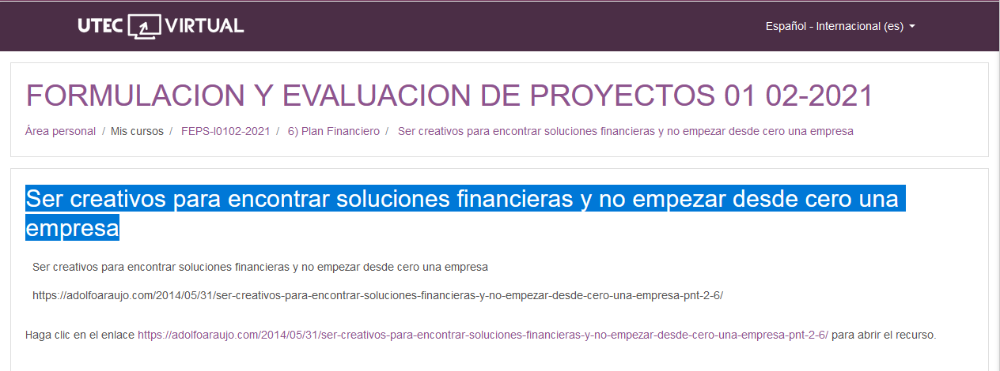 UTEC VIRTUAL
Español - Internacional (es)
FORMULACION Y EVALUACION DE PROYECTOS 01 02-2021
Área personal / Mis cursos / FEPS-I0102-2021 / 6) Plan Financiero / Ser creativos para encontrar soluciones financieras y no empezar desde cero una empresa
Ser creativos para encontrar soluciones financieras y no empezar desde cero una
empresa
Ser creativos para encontrar soluciones financieras y no empezar desde cero una empresa
https://adolfoaraujo.com/2014/05/31/ser-creativos-para-encontrar-soluciones-financieras-y-no-empezar-desde-cero-una-empresa-pnt-2-6/
Haga clic en el enlace https://adolfoaraujo.com/2014/05/31/ser-creativos-para-encontrar-soluciones-financieras-y-no-empezar-desde-cero-una-empresa-pnt-2-6/ para abrir el recurso.